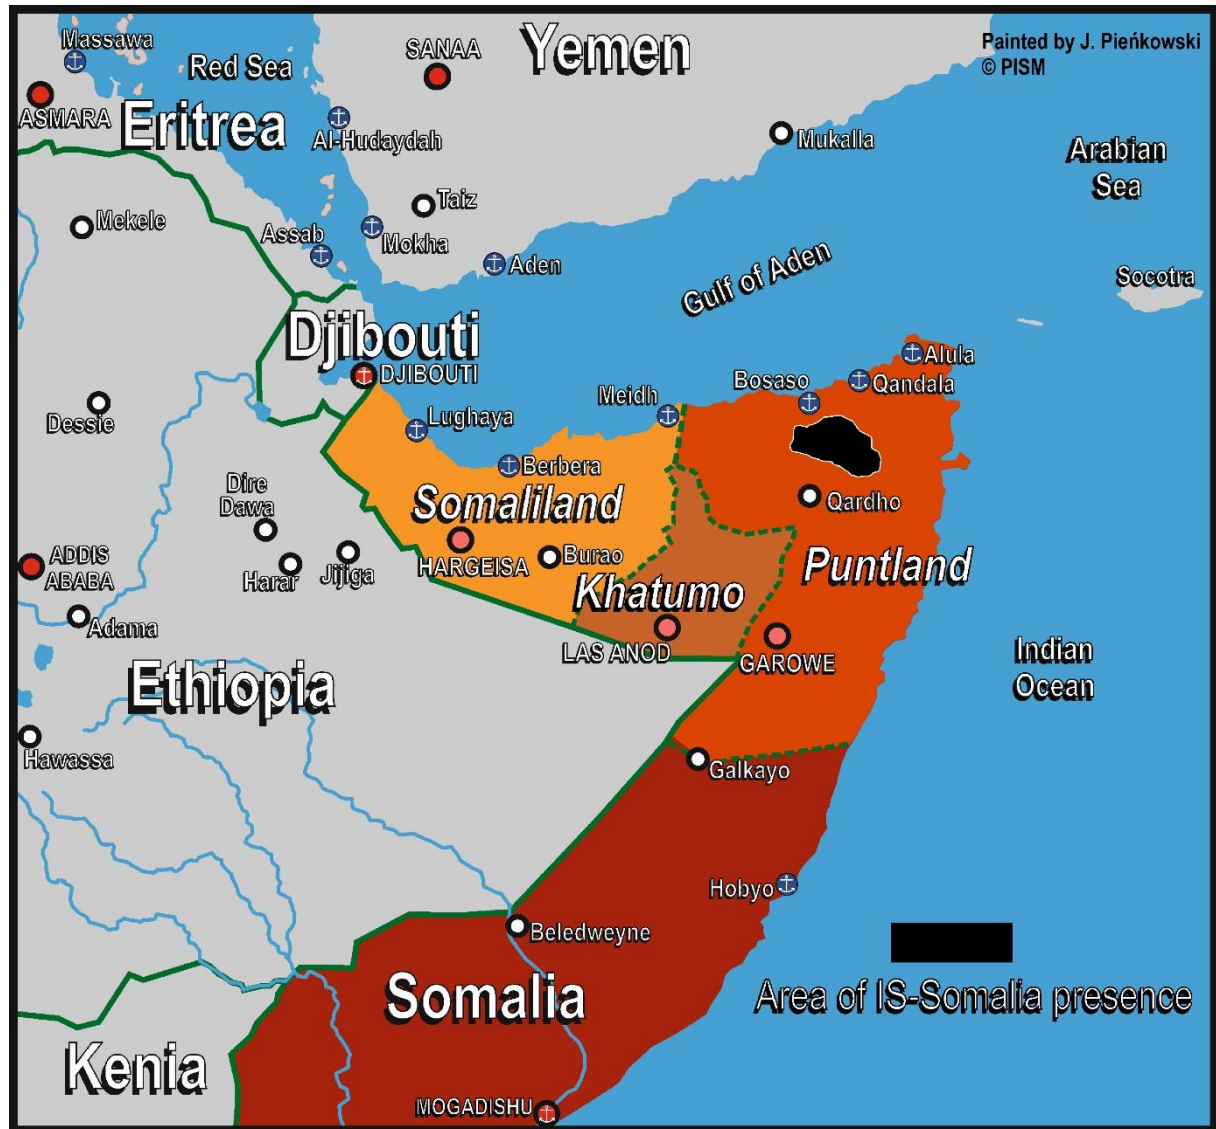 Massawa
Red Sea
SANAA
Yemen
Painted by J. Pieńkowski
© PISM
ASMARA
Eritrea
Al-Hudaydah
Mukalla
Arabian
Sea
Mekele
Taiz
Assab
Mokha
Aden
Gulf of Aden
Socotra
Djibouti
DJIBOUTI
Alula
Bosaso
Qandala
Meidh
Dessie
Lughaya
Berbera
Dire
Dawa
Somaliland
Qardho
ADDIS
ABABA
Harar
Jijiga
HARGEISA
Burao
Puntland
Khatumo
Adama
LAS ANOD
GAROWE
Indian
Ocean
Ethiopia
Hawassa
Galkayo
Hobyo
Beledweyne
Somalia
Area of IS-Somalia presence
Kenia
MOGADISHU